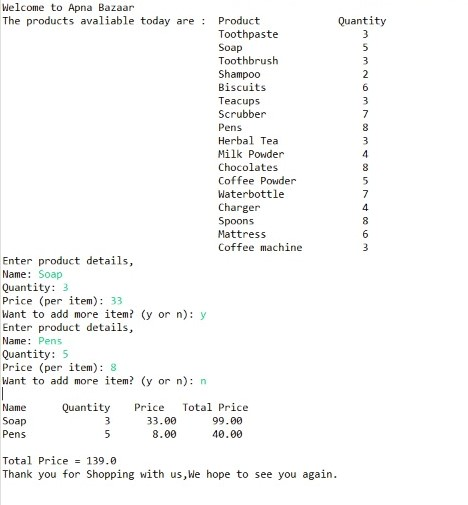 Welcome to Apna Bazaar
The products avaliable today are : Product Quantity
Toothpaste 3
Soap 5
Toothbrush 3
Shampoo 2
Biscuits 6
Teacups 3
Scrubber 7
Pens 8
Herbal Tea 3
Milk Powder 4
Chocolates 8
Coffee Powder 5
Waterbottle 7
Charger 4
Spoons 8
Mattress 6
Coffee machine 3
Enter product details,
Name: Soap
Quantity: 3
Price (per item): 33
Want to add more item? (y or n): y
Enter product details,
Name: Pens
Quantity: 5
Price (per item): 8
Want to add more item? (y or n): n
Name Quantity Price Total Price
Soap 3 33.00 99.00
Pens 5 8.00 40.00
Total Price = 139.0
Thank you for Shopping with us,We hope to see you again.